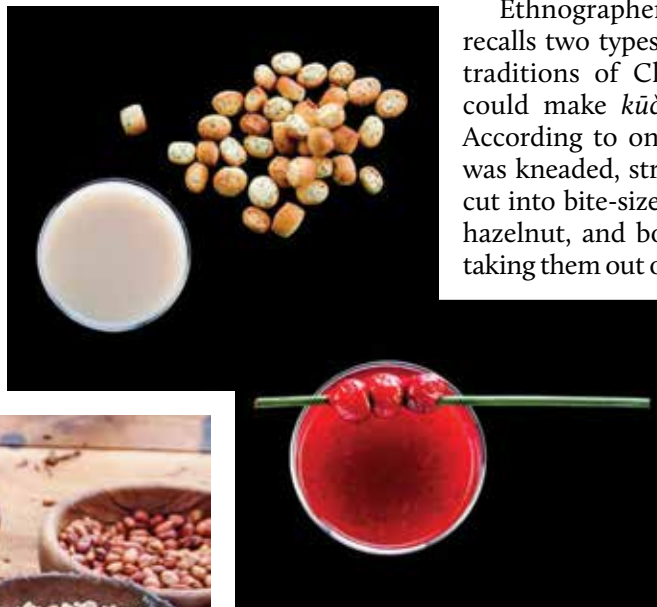 Ethnographer
recalls two types
traditions of Cl
could make kūč
According to on
was kneaded, str
cut into bite-size
hazelnut, and bo
taking them out o